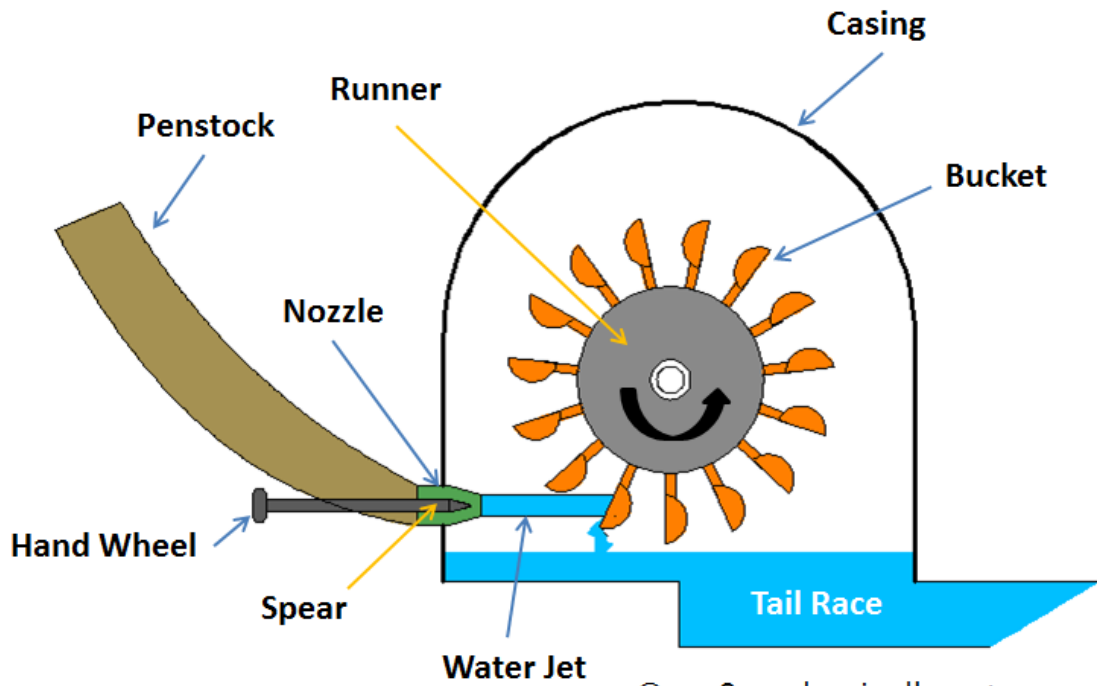 Casing
Runner
Penstock
Bucket
Nozzle
Hand Wheel
Spear
Tail Race
Water Jet